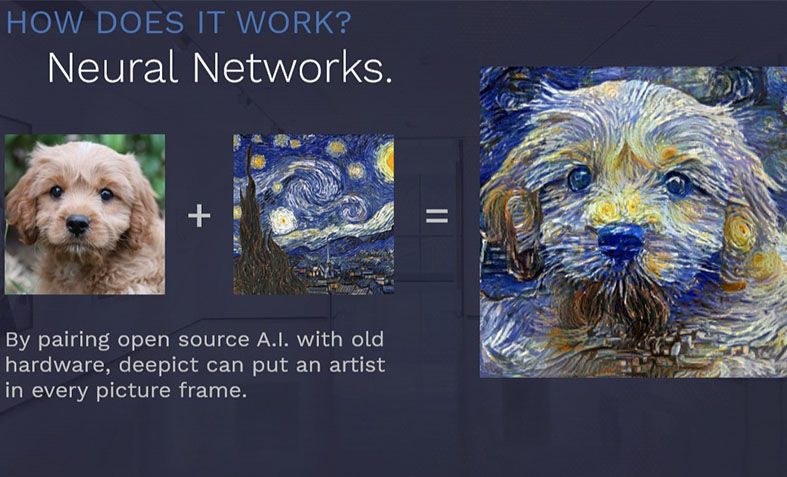 HOW DOES IT WORK?
Neural Networks.
+
=
By pairing open source A.I. with old
hardware, deepict can put an artist
in every picture frame.